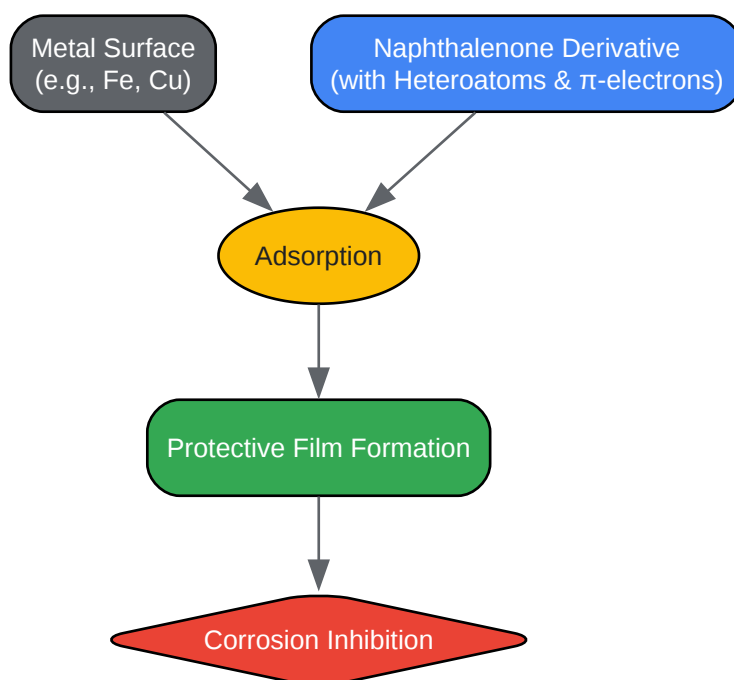 Metal Surface
(e.g., Fe, Cu)
Naphthalenone Derivative
(with Heteroatoms & π-electrons)
Adsorption
Protective Film Formation
Corrosion Inhibition